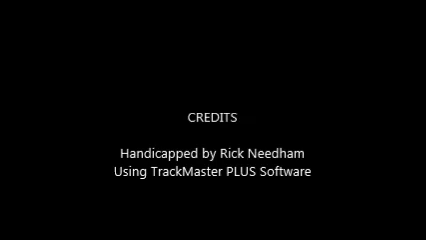 CREDITS
Handicapped by Rick Needham
Using TrackMaster PLUS Software